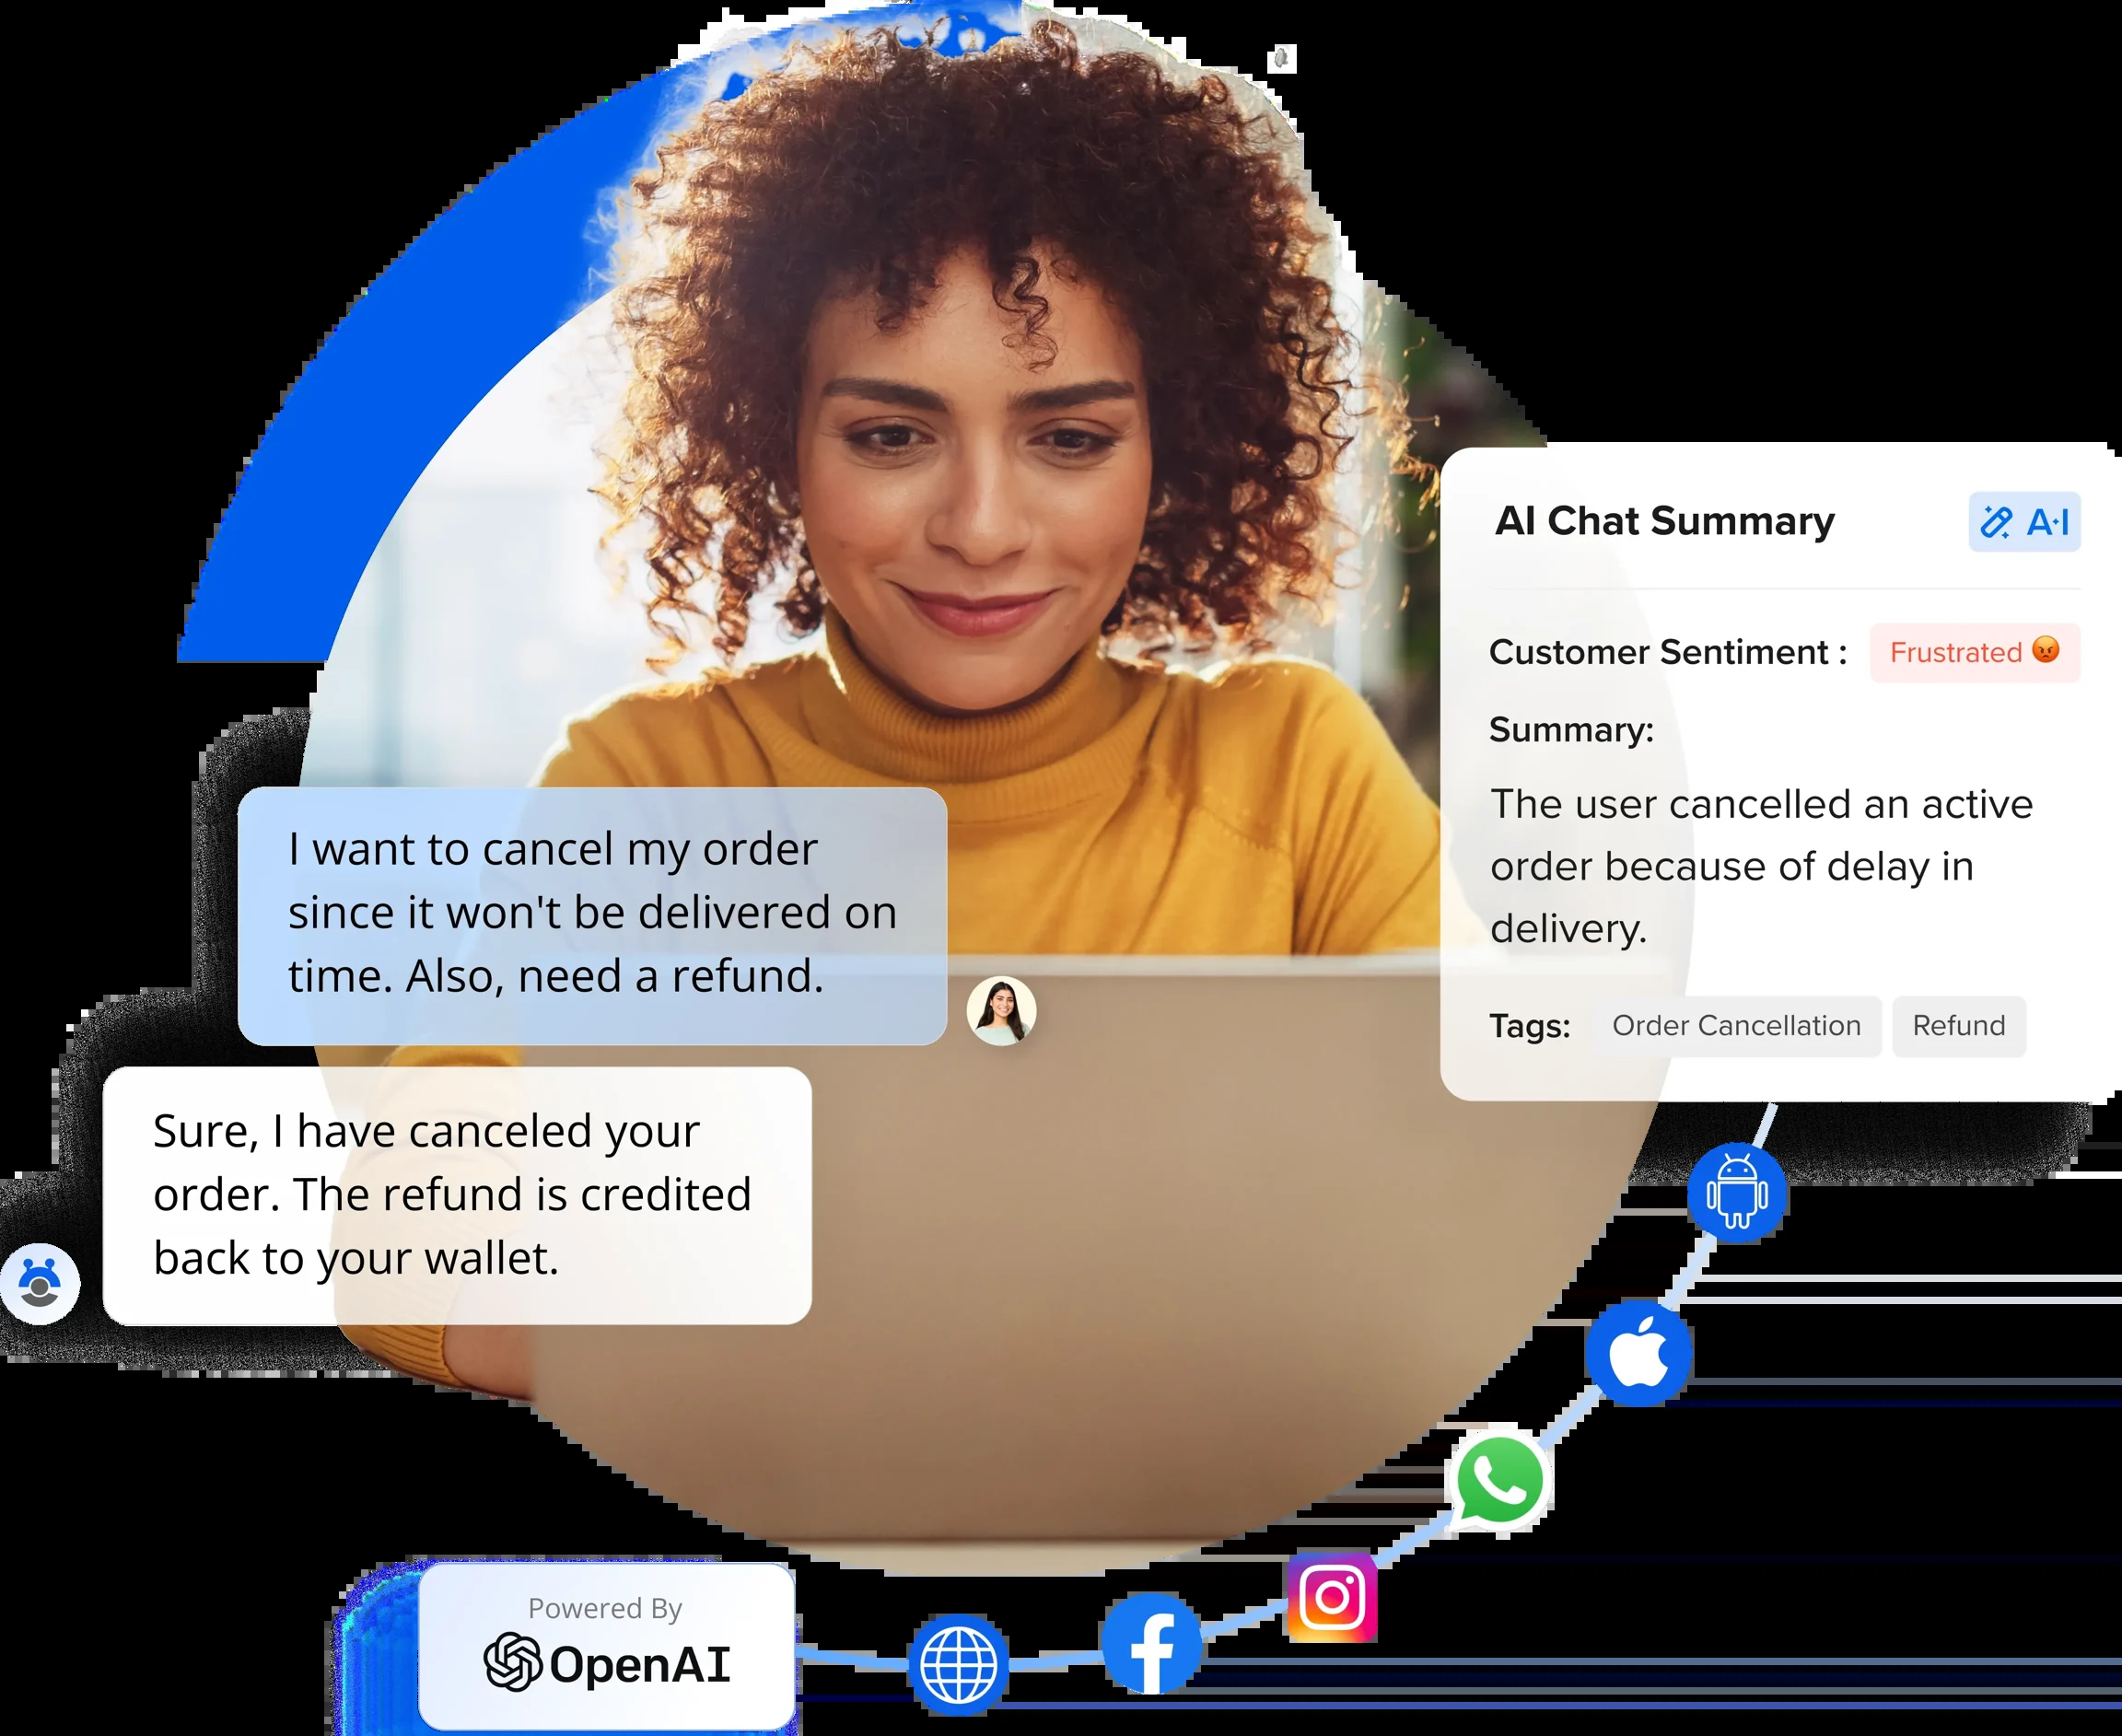 I want to cancel my order
since it won't be delivered on
time. Also, need a refund.
Sure, I have canceled your
order. The refund is credited
back to your wallet.
AI Chat Summary
A·I
Customer Sentiment :
Frustrated 😡
Summary:
The user cancelled an active
order because of delay in
delivery.
Tags:
Order Cancellation
Refund
Powered By
OpenAI